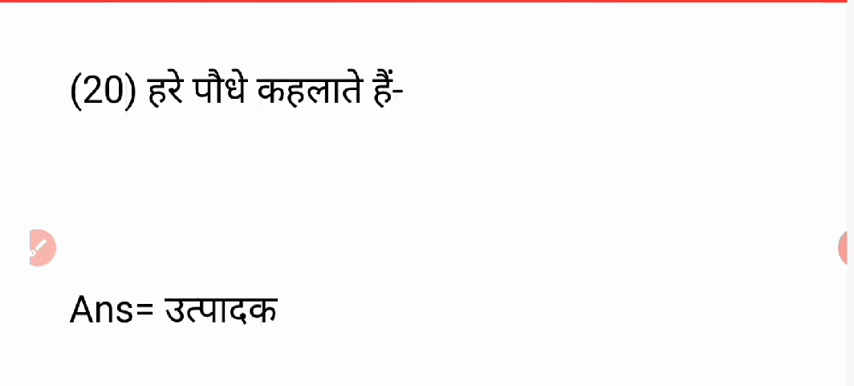 (20) हरे पौधे कहलाते हैं-
Ans= उत्पादक